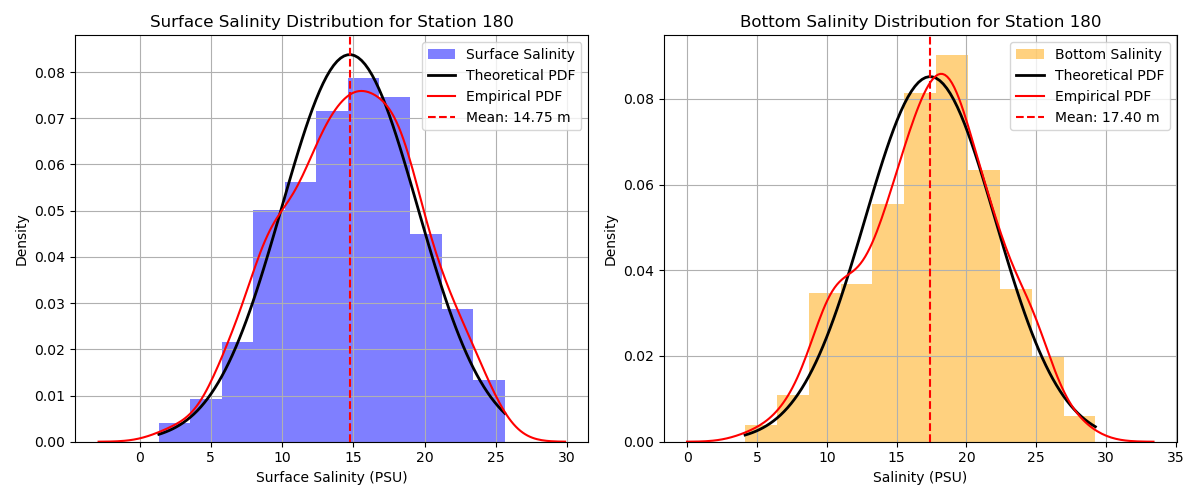 Surface Salinity Distribution for Station 180
Surface Salinity
Theoretical PDF
Empirical PDF
Mean: 14.75 m
Density
0.08
0.07
0.06
0.05
0.04
0.03
0.02
0.01
0.00
0 5 10 15 20 25 30
Surface Salinity (PSU)
Bottom Salinity Distribution for Station 180
Bottom Salinity
Theoretical PDF
Empirical PDF
Mean: 17.40 m
Density
0.08
0.06
0.04
0.02
0.00
0 5 10 15 20 25 30 35
Salinity (PSU)